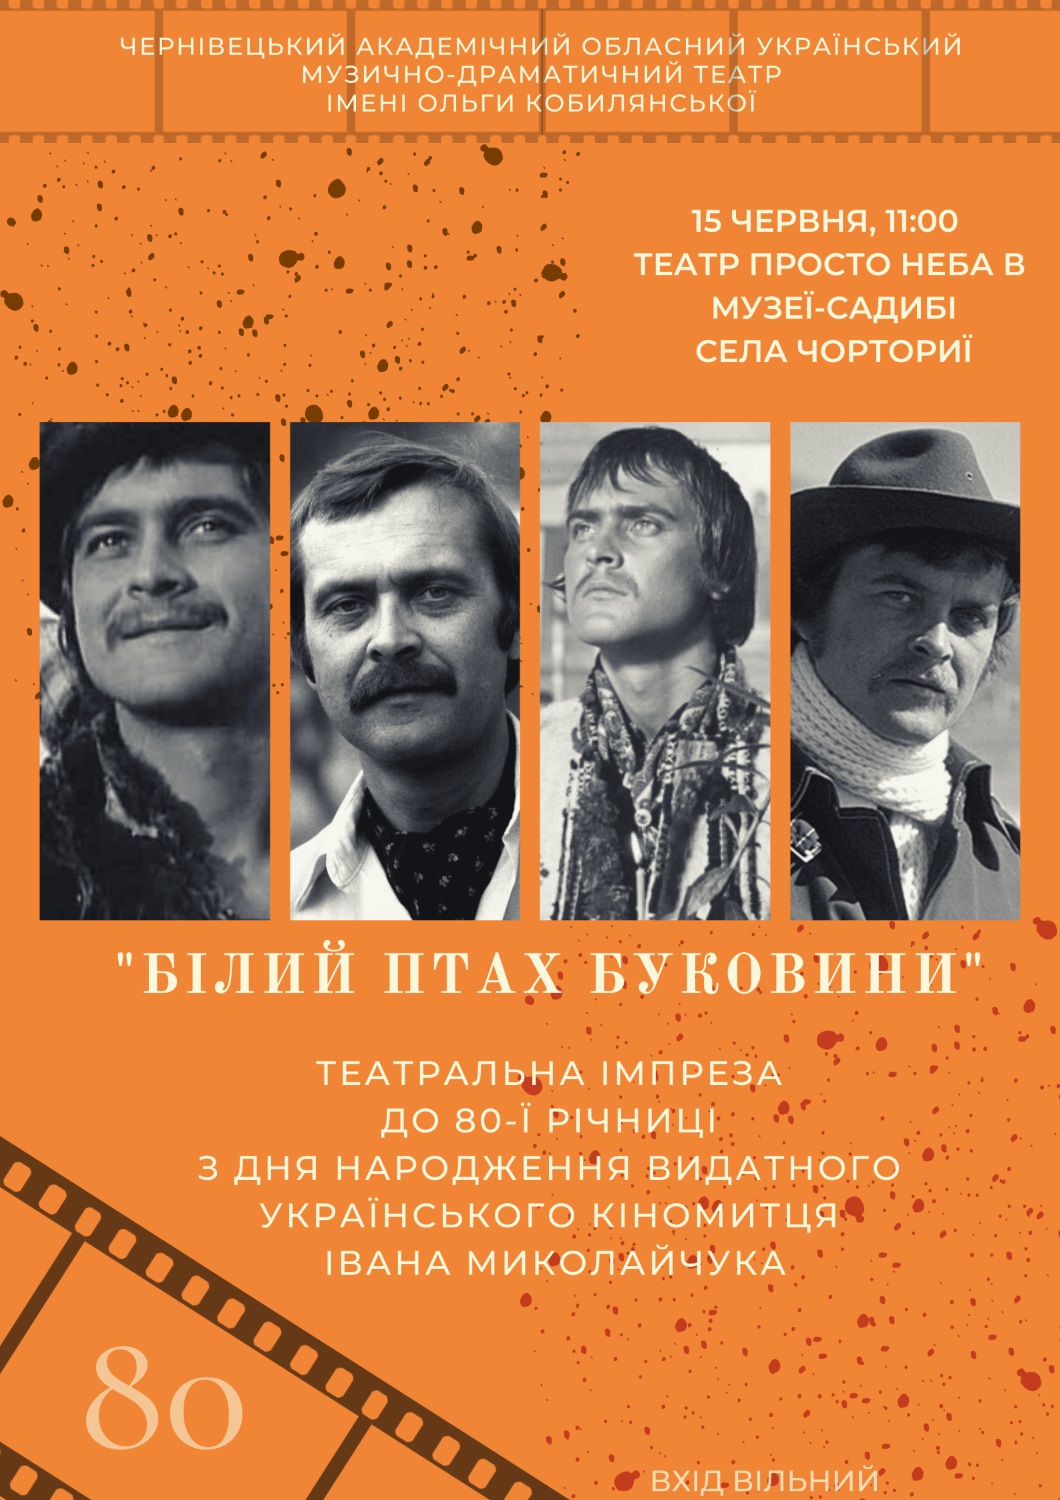 ЧЕРНІВЕЦЬКИЙ АКАДЕМІЧНИЙ ОБЛАСНИЙ УКРАЇНСЬКИЙ
МУЗИЧНО-ДРАМАТИЧНИЙ ТЕАТР
ІМЕНІ ОЛЬГИ КОБИЛЯНСЬКОЇ
15 ЧЕРВНЯ, 11:00
ТЕАТР ПРОСТО НЕБА В
МУЗЕЇ-САДИБІ
СЕЛА ЧОРТОРИЇ
"БІЛИЙ ПТАХ БУКОВИНИ"
ТЕАТРАЛЬНА ІМПРЕЗА
ДО 80-Ї РІЧНИЦІ
З ДНЯ НАРОДЖЕННЯ ВИДАТНОГО
УКРАЇНСЬКОГО КІНОМИТЦЯ
ІВАНА МИКОЛАЙЧУКА
80
ВХІД ВІЛЬНИЙ